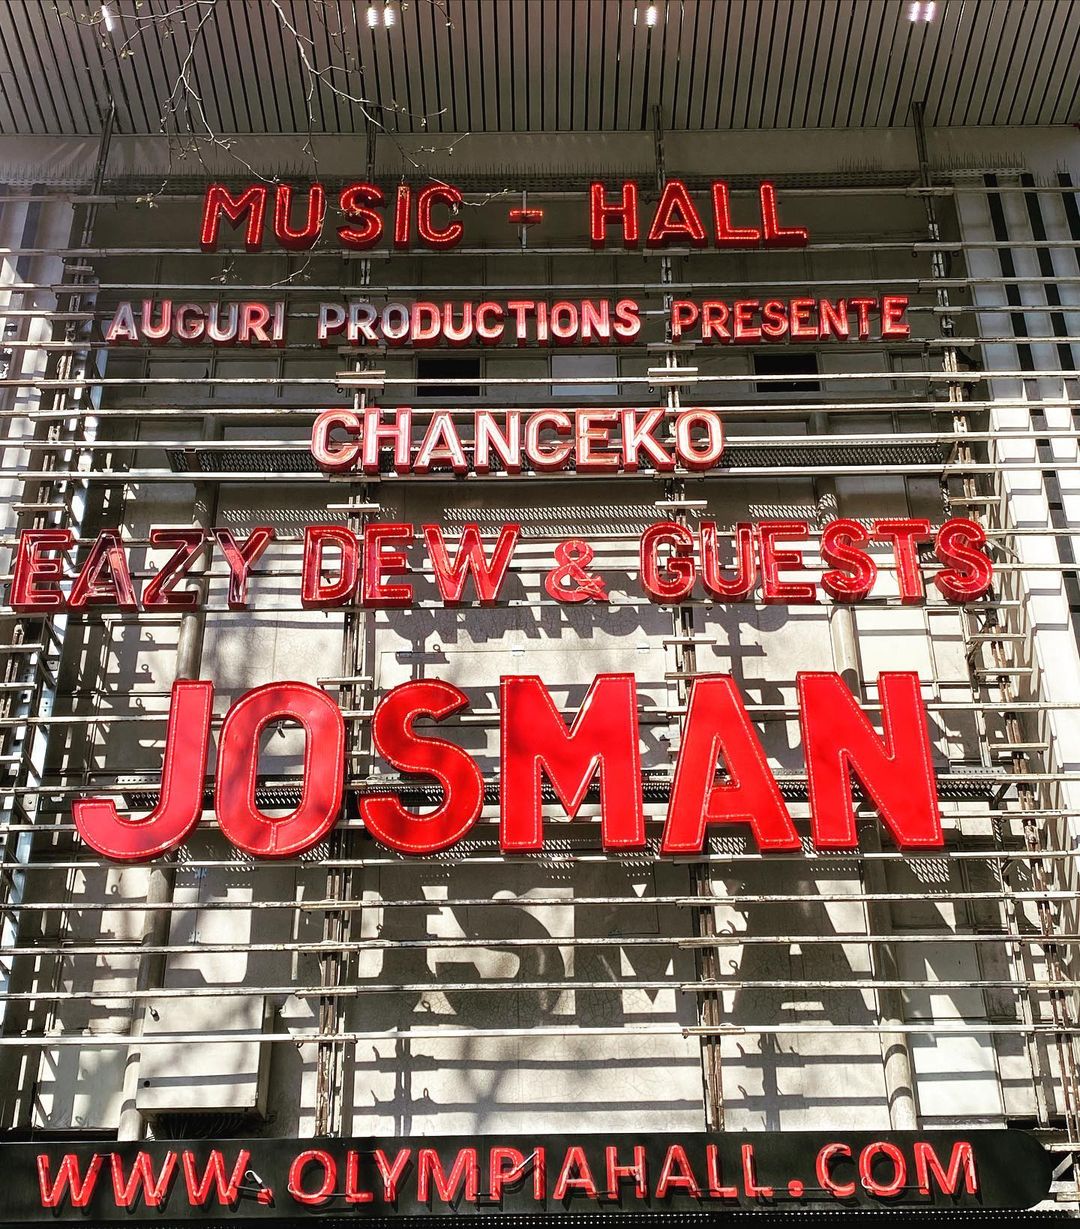 MUSIC - HALL
AUGURI PRODUCTIONS PRESENTE
CHANCEKO
EAZY DEW & GUESTS
JOSMAN
WWW.OLYMPIAHALL.COM